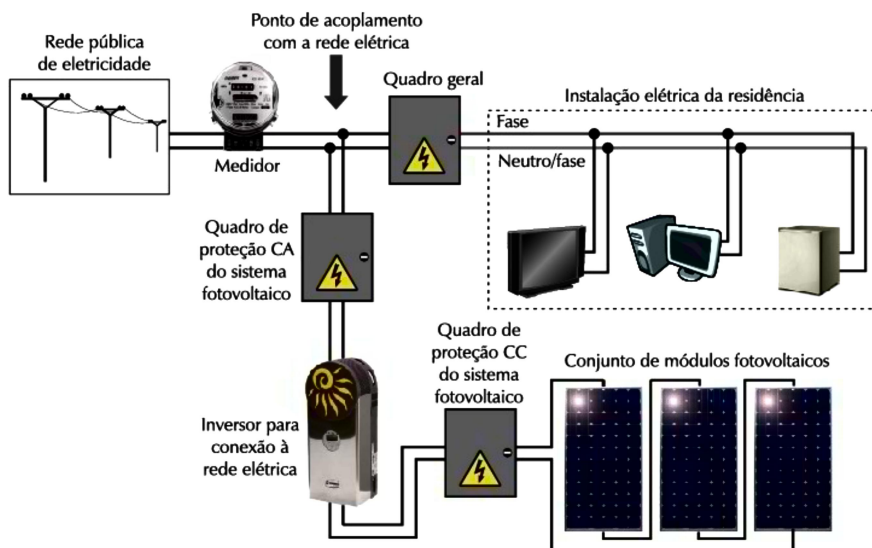 Ponto de acoplamento
com a rede elétrica
Rede pública
de eletricidade
Quadro geral
Instalação elétrica da residência
Fase
Neutro/fase
Medidor
Quadro de
proteção CA
do sistema
fotovoltaico
Quadro de
proteção CC
do sistema
fotovoltaico
Conjunto de módulos fotovoltaicos
Inversor para
conexão à
rede elétrica